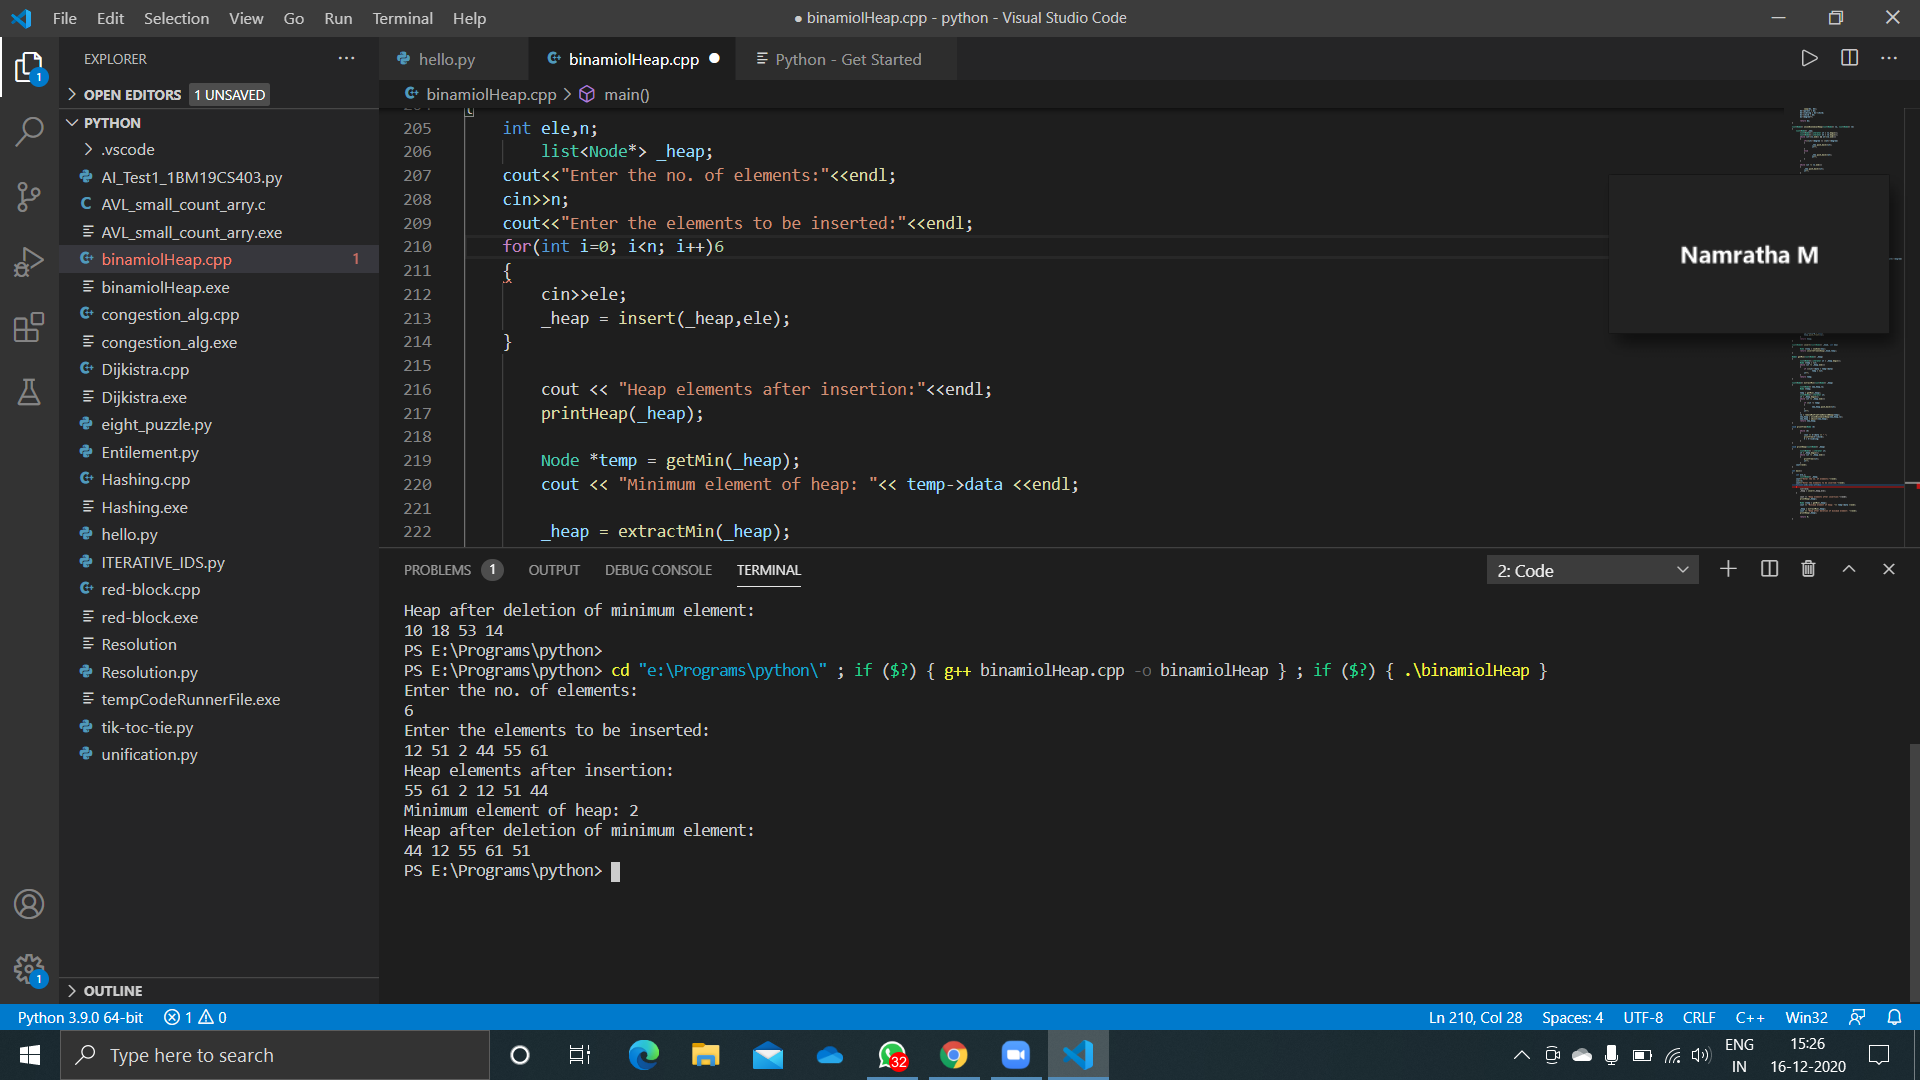 File Edit Selection View Go Run Terminal Help
● binamiolHeap.cpp - python - Visual Studio Code
EXPLORER
hello.py
binamiolHeap.cpp
Python - Get Started
OPEN EDITORS 1 UNSAVED
binamiolHeap.cpp > main()
PYTHON
.vscode
AI_Test1_1BM19CS403.py
AVL_small_count_arry.c
AVL_small_count_arry.exe
binamiolHeap.cpp 1
binamiolHeap.exe
congestion_alg.cpp
congestion_alg.exe
Dijkistra.cpp
Dijkistra.exe
eight_puzzle.py
Entilement.py
Hashing.cpp
Hashing.exe
hello.py
ITERATIVE_IDS.py
red-block.cpp
red-block.exe
Resolution
Resolution.py
tempCodeRunnerFile.exe
tik-toc-tie.py
unification.py
OUTLINE
205 int ele,n;
206 list<Node*> _heap;
207 cout<<"Enter the no. of elements:"<<endl;
208 cin>>n;
209 cout<<"Enter the elements to be inserted:"<<endl;
210 for(int i=0; i<n; i++)6
211 {
212 cin>>ele;
213 _heap = insert(_heap,ele);
214 }
215
216 cout << "Heap elements after insertion:"<<endl;
217 printHeap(_heap);
218
219 Node *temp = getMin(_heap);
220 cout << "Minimum element of heap: "<< temp->data <<endl;
221
222 _heap = extractMin(_heap);
Namratha M
PROBLEMS 1 OUTPUT DEBUG CONSOLE TERMINAL
2: Code
Heap after deletion of minimum element:
10 18 53 14
PS E:\Programs\python>
PS E:\Programs\python> cd "e:\Programs\python\" ; if ($?) { g++ binamiolHeap.cpp -o binamiolHeap } ; if ($?) { .\binamiolHeap }
Enter the no. of elements:
6
Enter the elements to be inserted:
12 51 2 44 55 61
Heap elements after insertion:
55 61 2 12 51 44
Minimum element of heap: 2
Heap after deletion of minimum element:
44 12 55 61 51
PS E:\Programs\python>
1
1
Python 3.9.0 64-bit 1 0
Ln 210, Col 28 Spaces: 4 UTF-8 CRLF C++ Win32
Type here to search
32
ENG
IN
15:26
16-12-2020